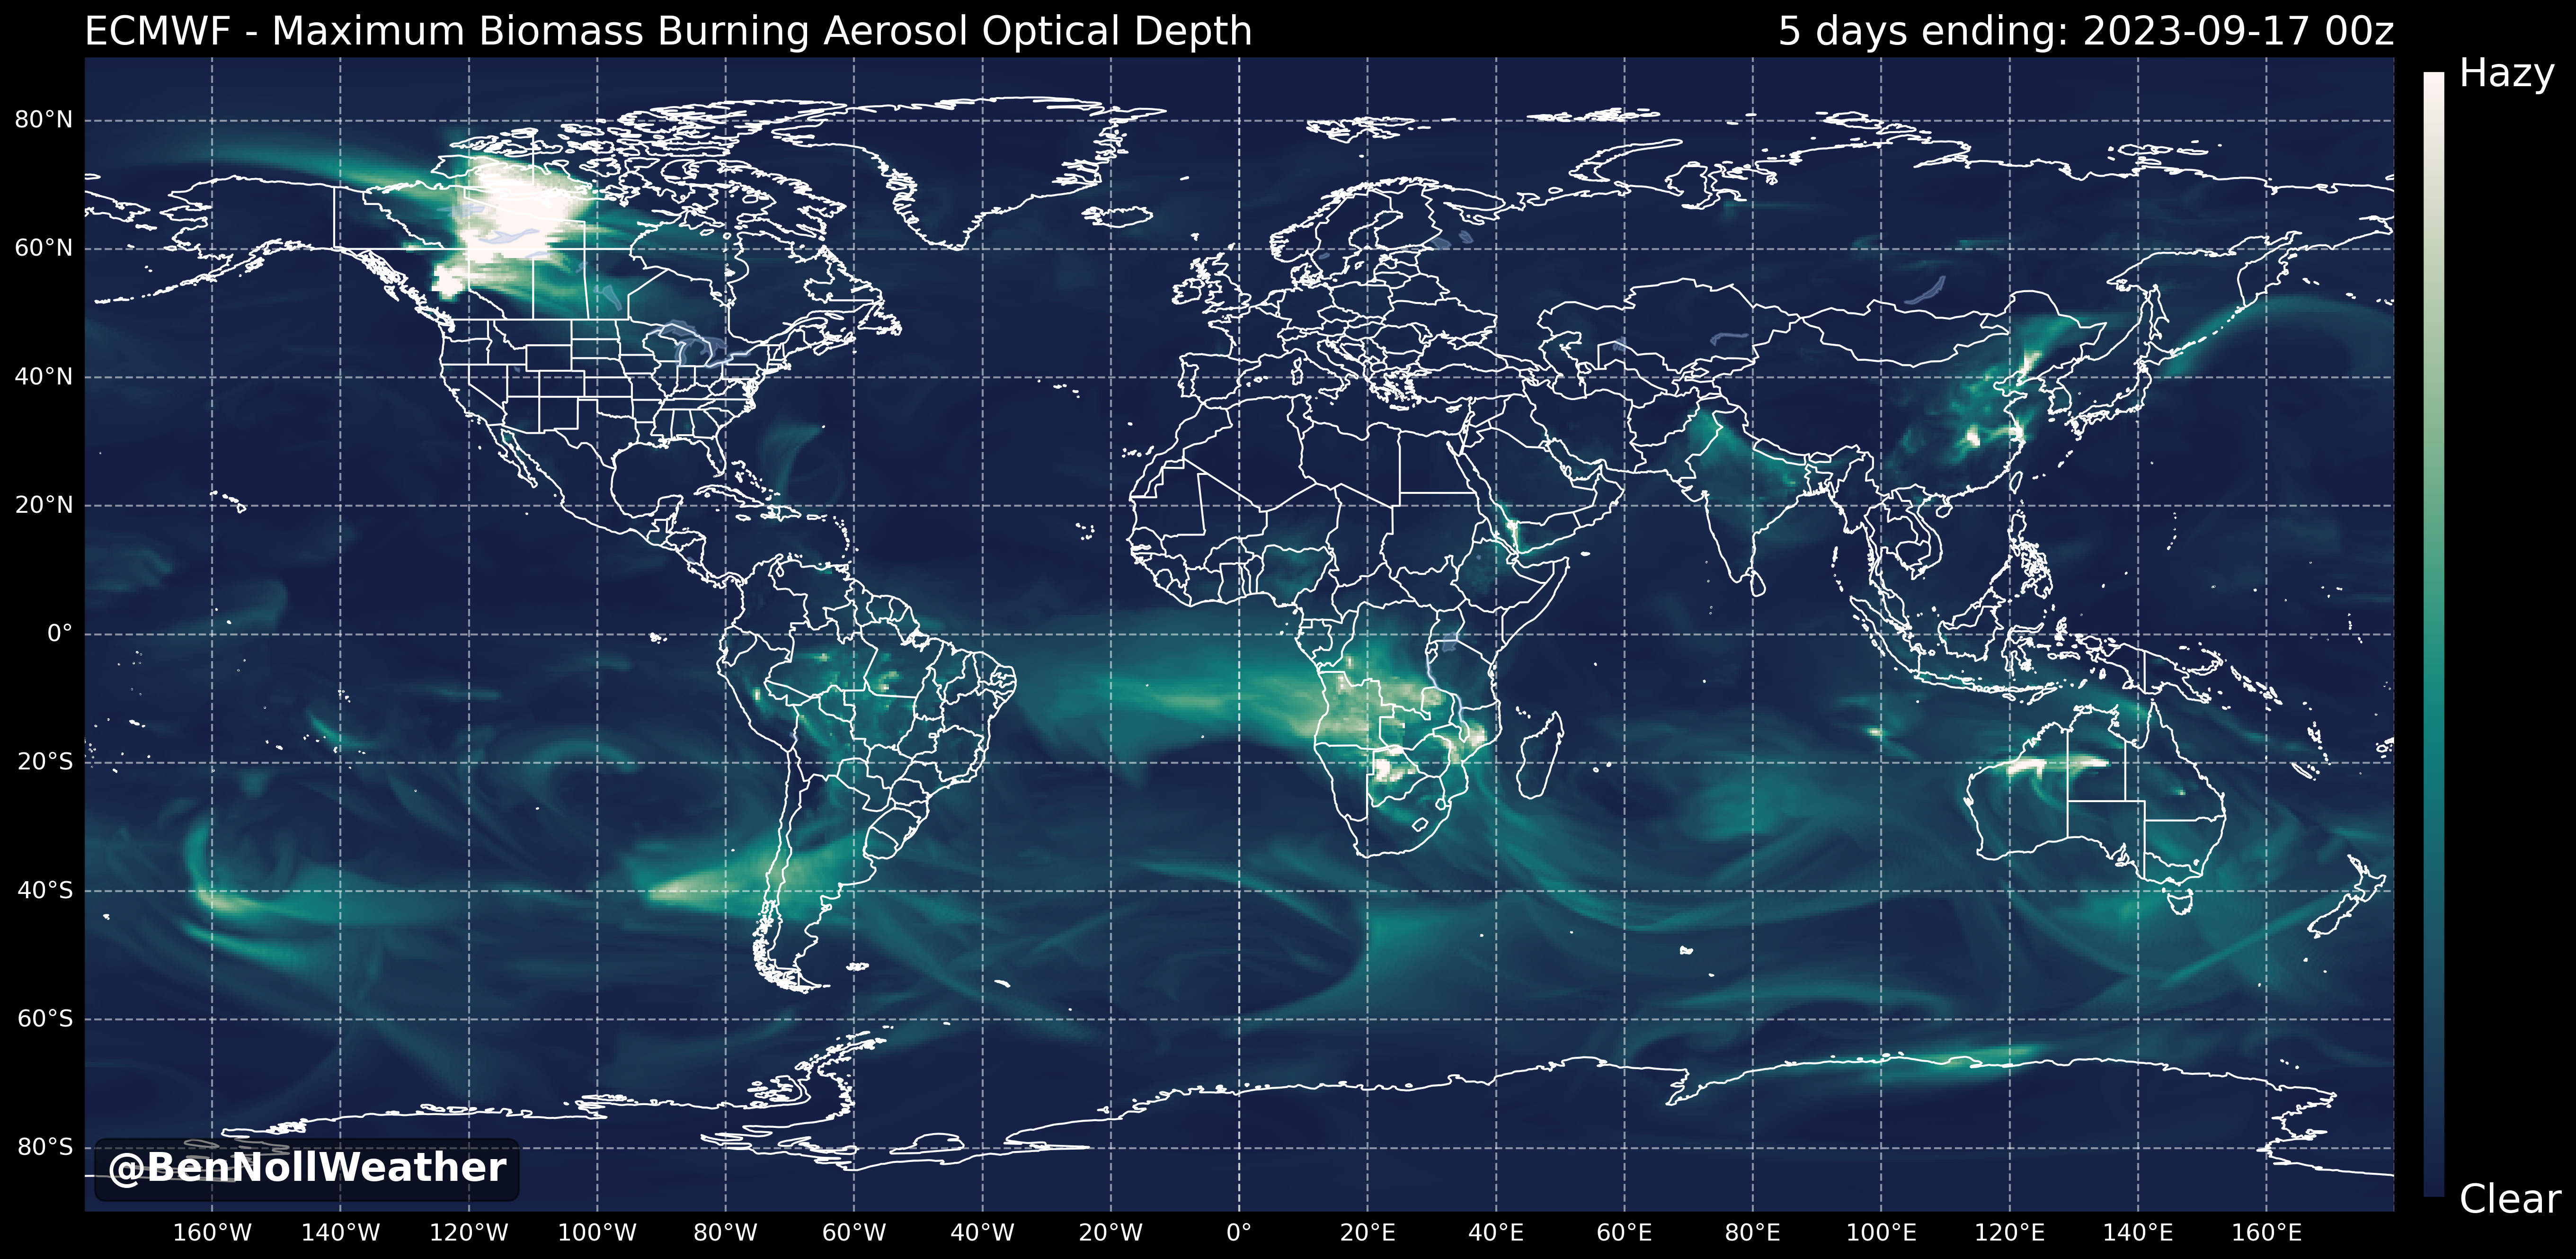 ECMWF - Maximum Biomass Burning Aerosol Optical Depth
5 days ending: 2023-09-17 00z
Hazy
80°N
60°N
40°N
20°N
0°
20°S
40°S
60°S
80°S
@BenNollWeather
Clear
160°W 140°W 120°W 100°W 80°W 60°W 40°W 20°W 0° 20°E 40°E 60°E 80°E 100°E 120°E 140°E 160°E